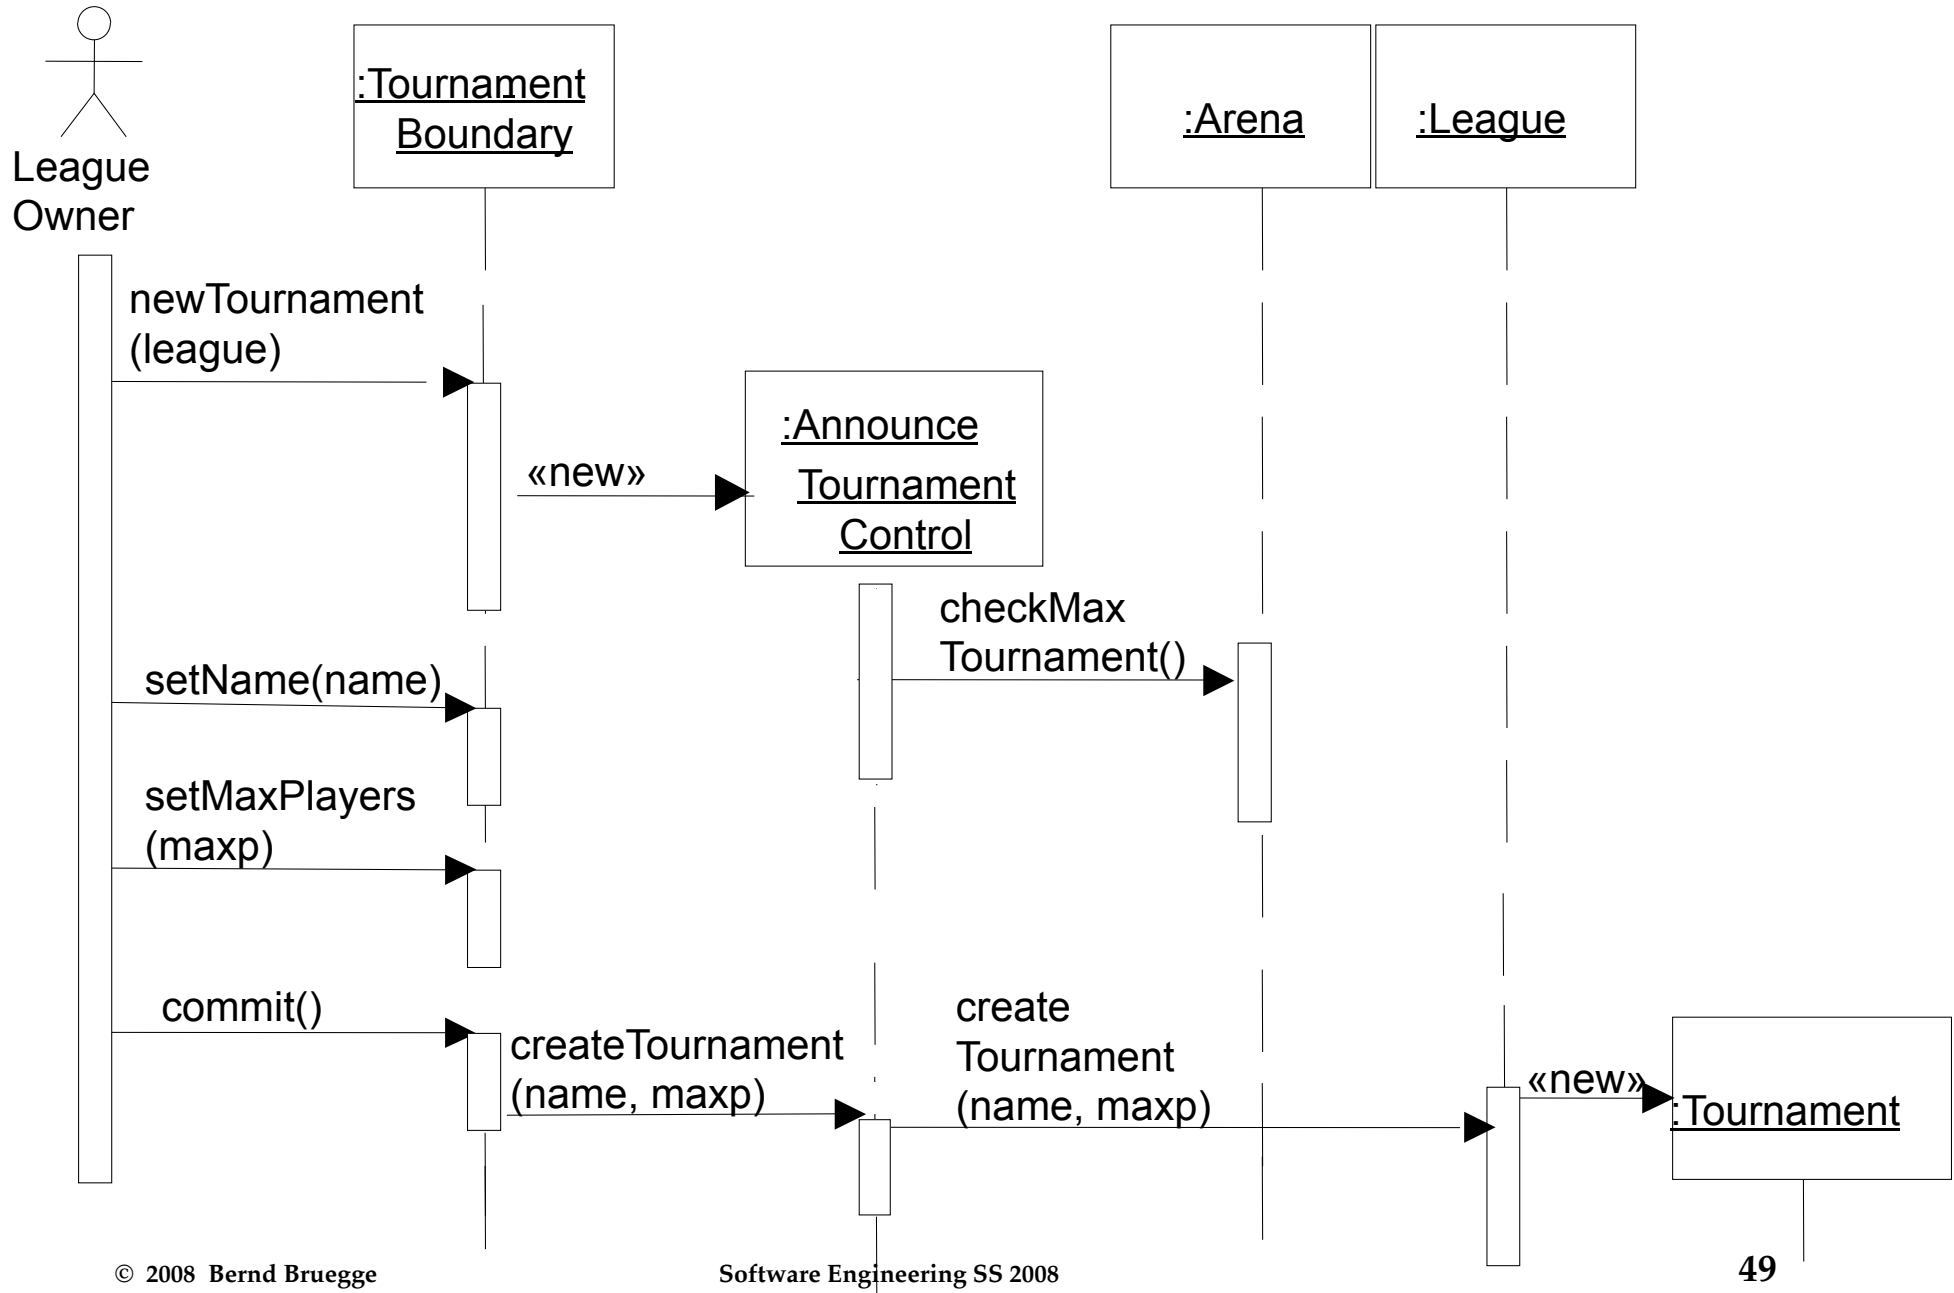 League
Owner
:Tournament
Boundary
:Arena
:League
newTournament
(league)
:Announce
Tournament
Control
«new»
checkMax
Tournament()
setName(name)
setMaxPlayers
(maxp)
commit()
createTournament
(name, maxp)
create
Tournament
(name, maxp)
«new»
:Tournament
© 2008 Bernd Bruegge
Software Engineering SS 2008
49